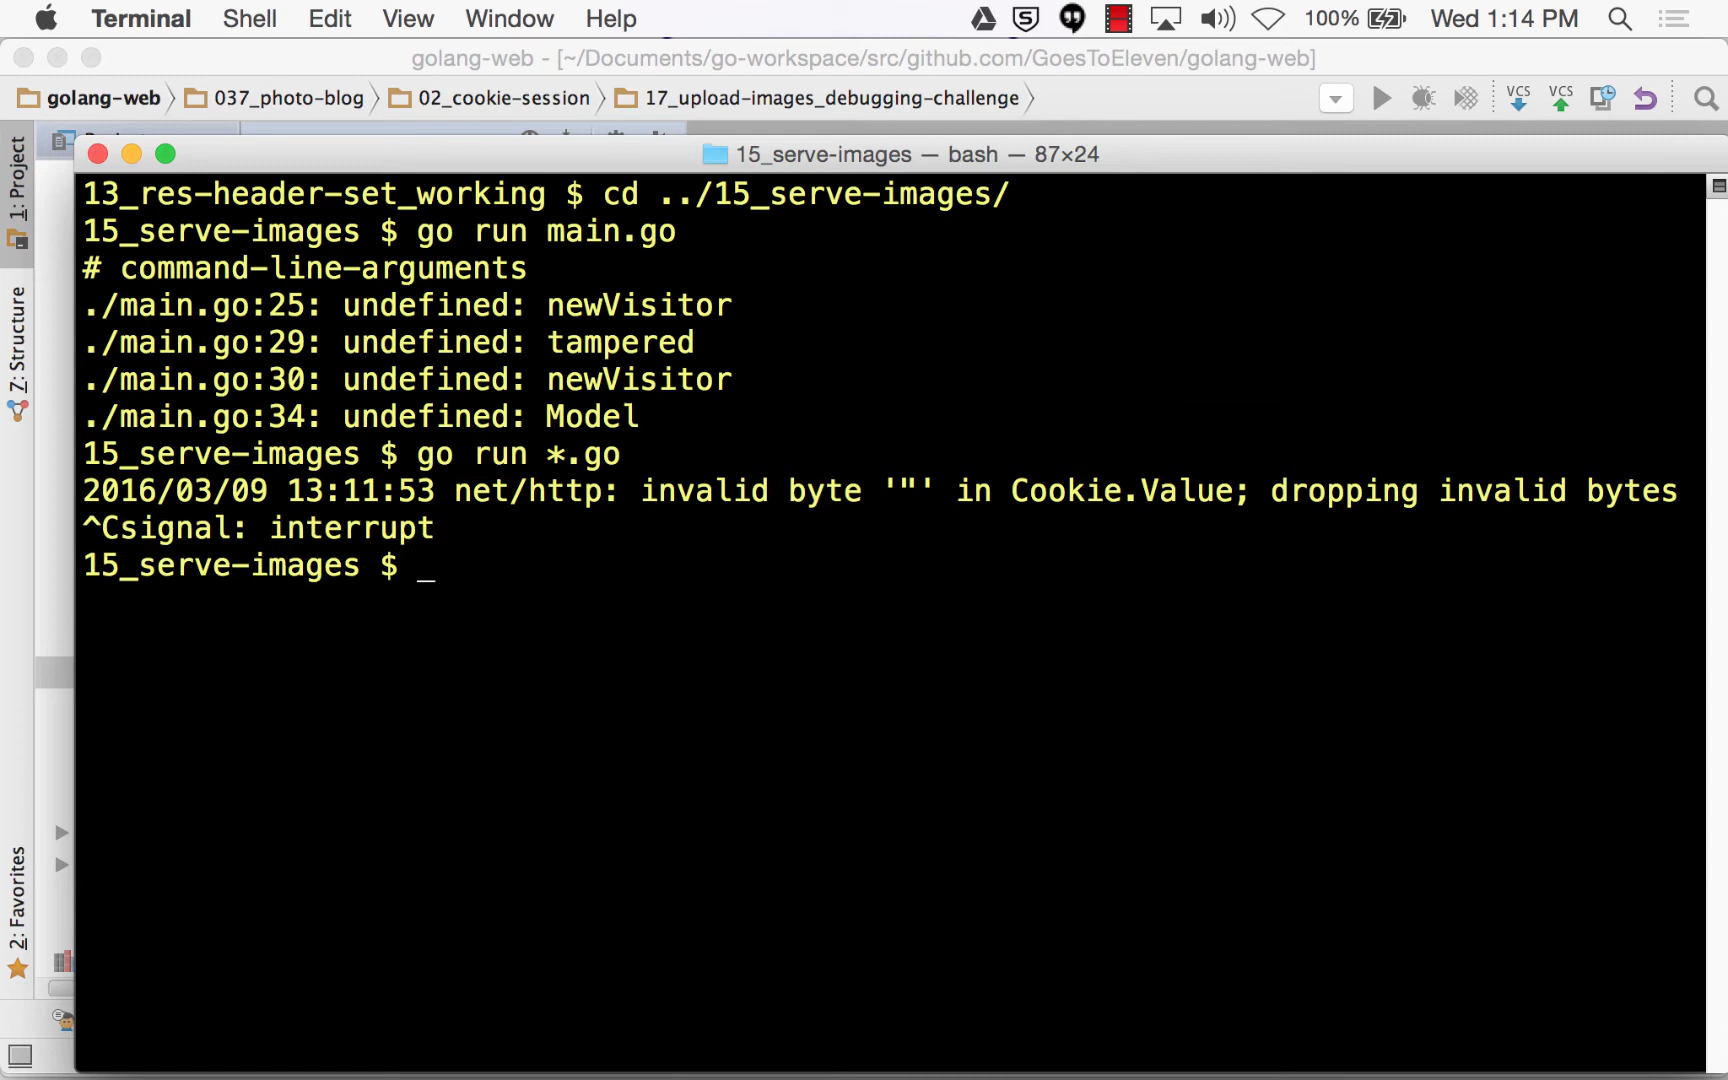 Terminal Shell Edit View Window Help 100% Wed 1:14 PM
golang-web - [~/Documents/go-workspace/src/github.com/GoesToEleven/golang-web]
golang-web 037_photo-blog 02_cookie-session 17_upload-images_debugging-challenge VCS VCS
15_serve-images — bash — 87×24
1: Project
Z: Structure
2: Favorites
13_res-header-set_working $ cd ../15_serve-images/
15_serve-images $ go run main.go
# command-line-arguments
./main.go:25: undefined: newVisitor
./main.go:29: undefined: tampered
./main.go:30: undefined: newVisitor
./main.go:34: undefined: Model
15_serve-images $ go run *.go
2016/03/09 13:11:53 net/http: invalid byte '"' in Cookie.Value; dropping invalid bytes
^Csignal: interrupt
15_serve-images $ _